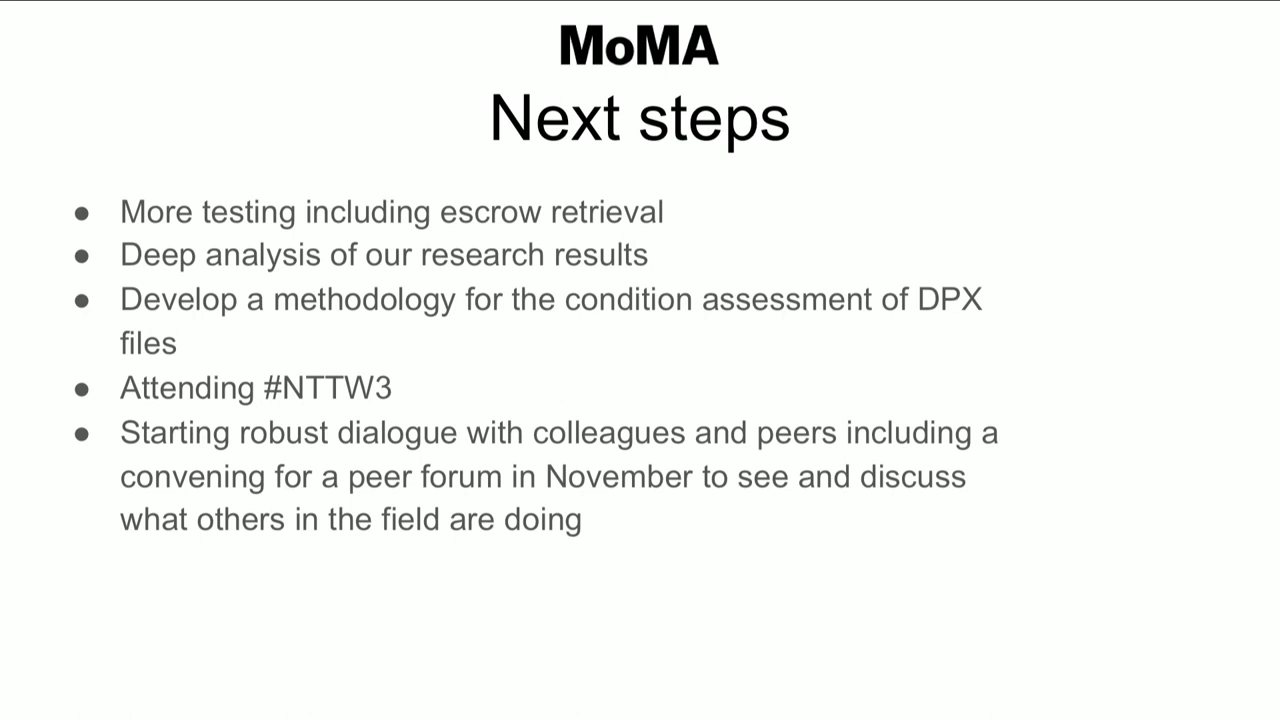 MoMA
Next steps
● More testing including escrow retrieval
● Deep analysis of our research results
● Develop a methodology for the condition assessment of DPX
files
● Attending #NTTW3
● Starting robust dialogue with colleagues and peers including a
convening for a peer forum in November to see and discuss
what others in the field are doing